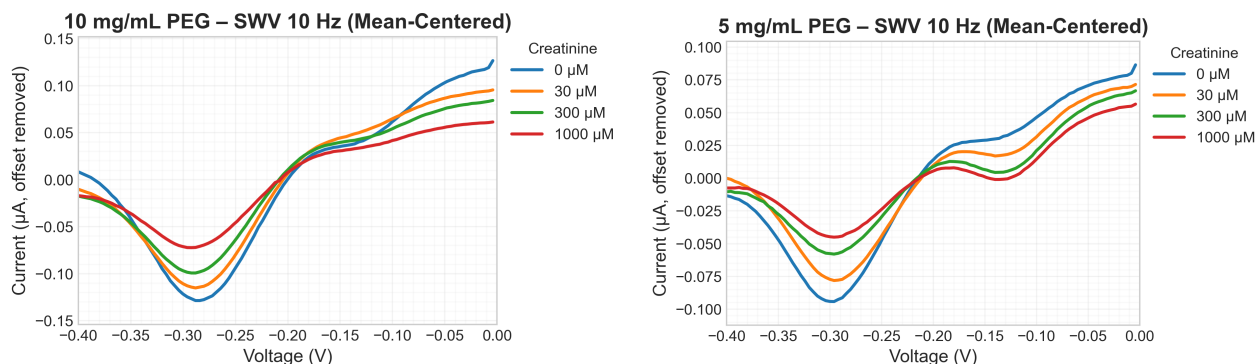 10 mg/mL PEG – SWV 10 Hz (Mean-Centered)
Current (μA, offset removed)
0.15
0.10
0.05
0.00
−0.05
−0.10
−0.15
−0.40 −0.35 −0.30 −0.25 −0.20 −0.15 −0.10 −0.05 0.00
Voltage (V)
Creatinine
0 μM
30 μM
300 μM
1000 μM
5 mg/mL PEG – SWV 10 Hz (Mean-Centered)
Current (μA, offset removed)
0.100
0.075
0.050
0.025
0.000
−0.025
−0.050
−0.075
−0.100
−0.40 −0.35 −0.30 −0.25 −0.20 −0.15 −0.10 −0.05 0.00
Voltage (V)
Creatinine
0 μM
30 μM
300 μM
1000 μM